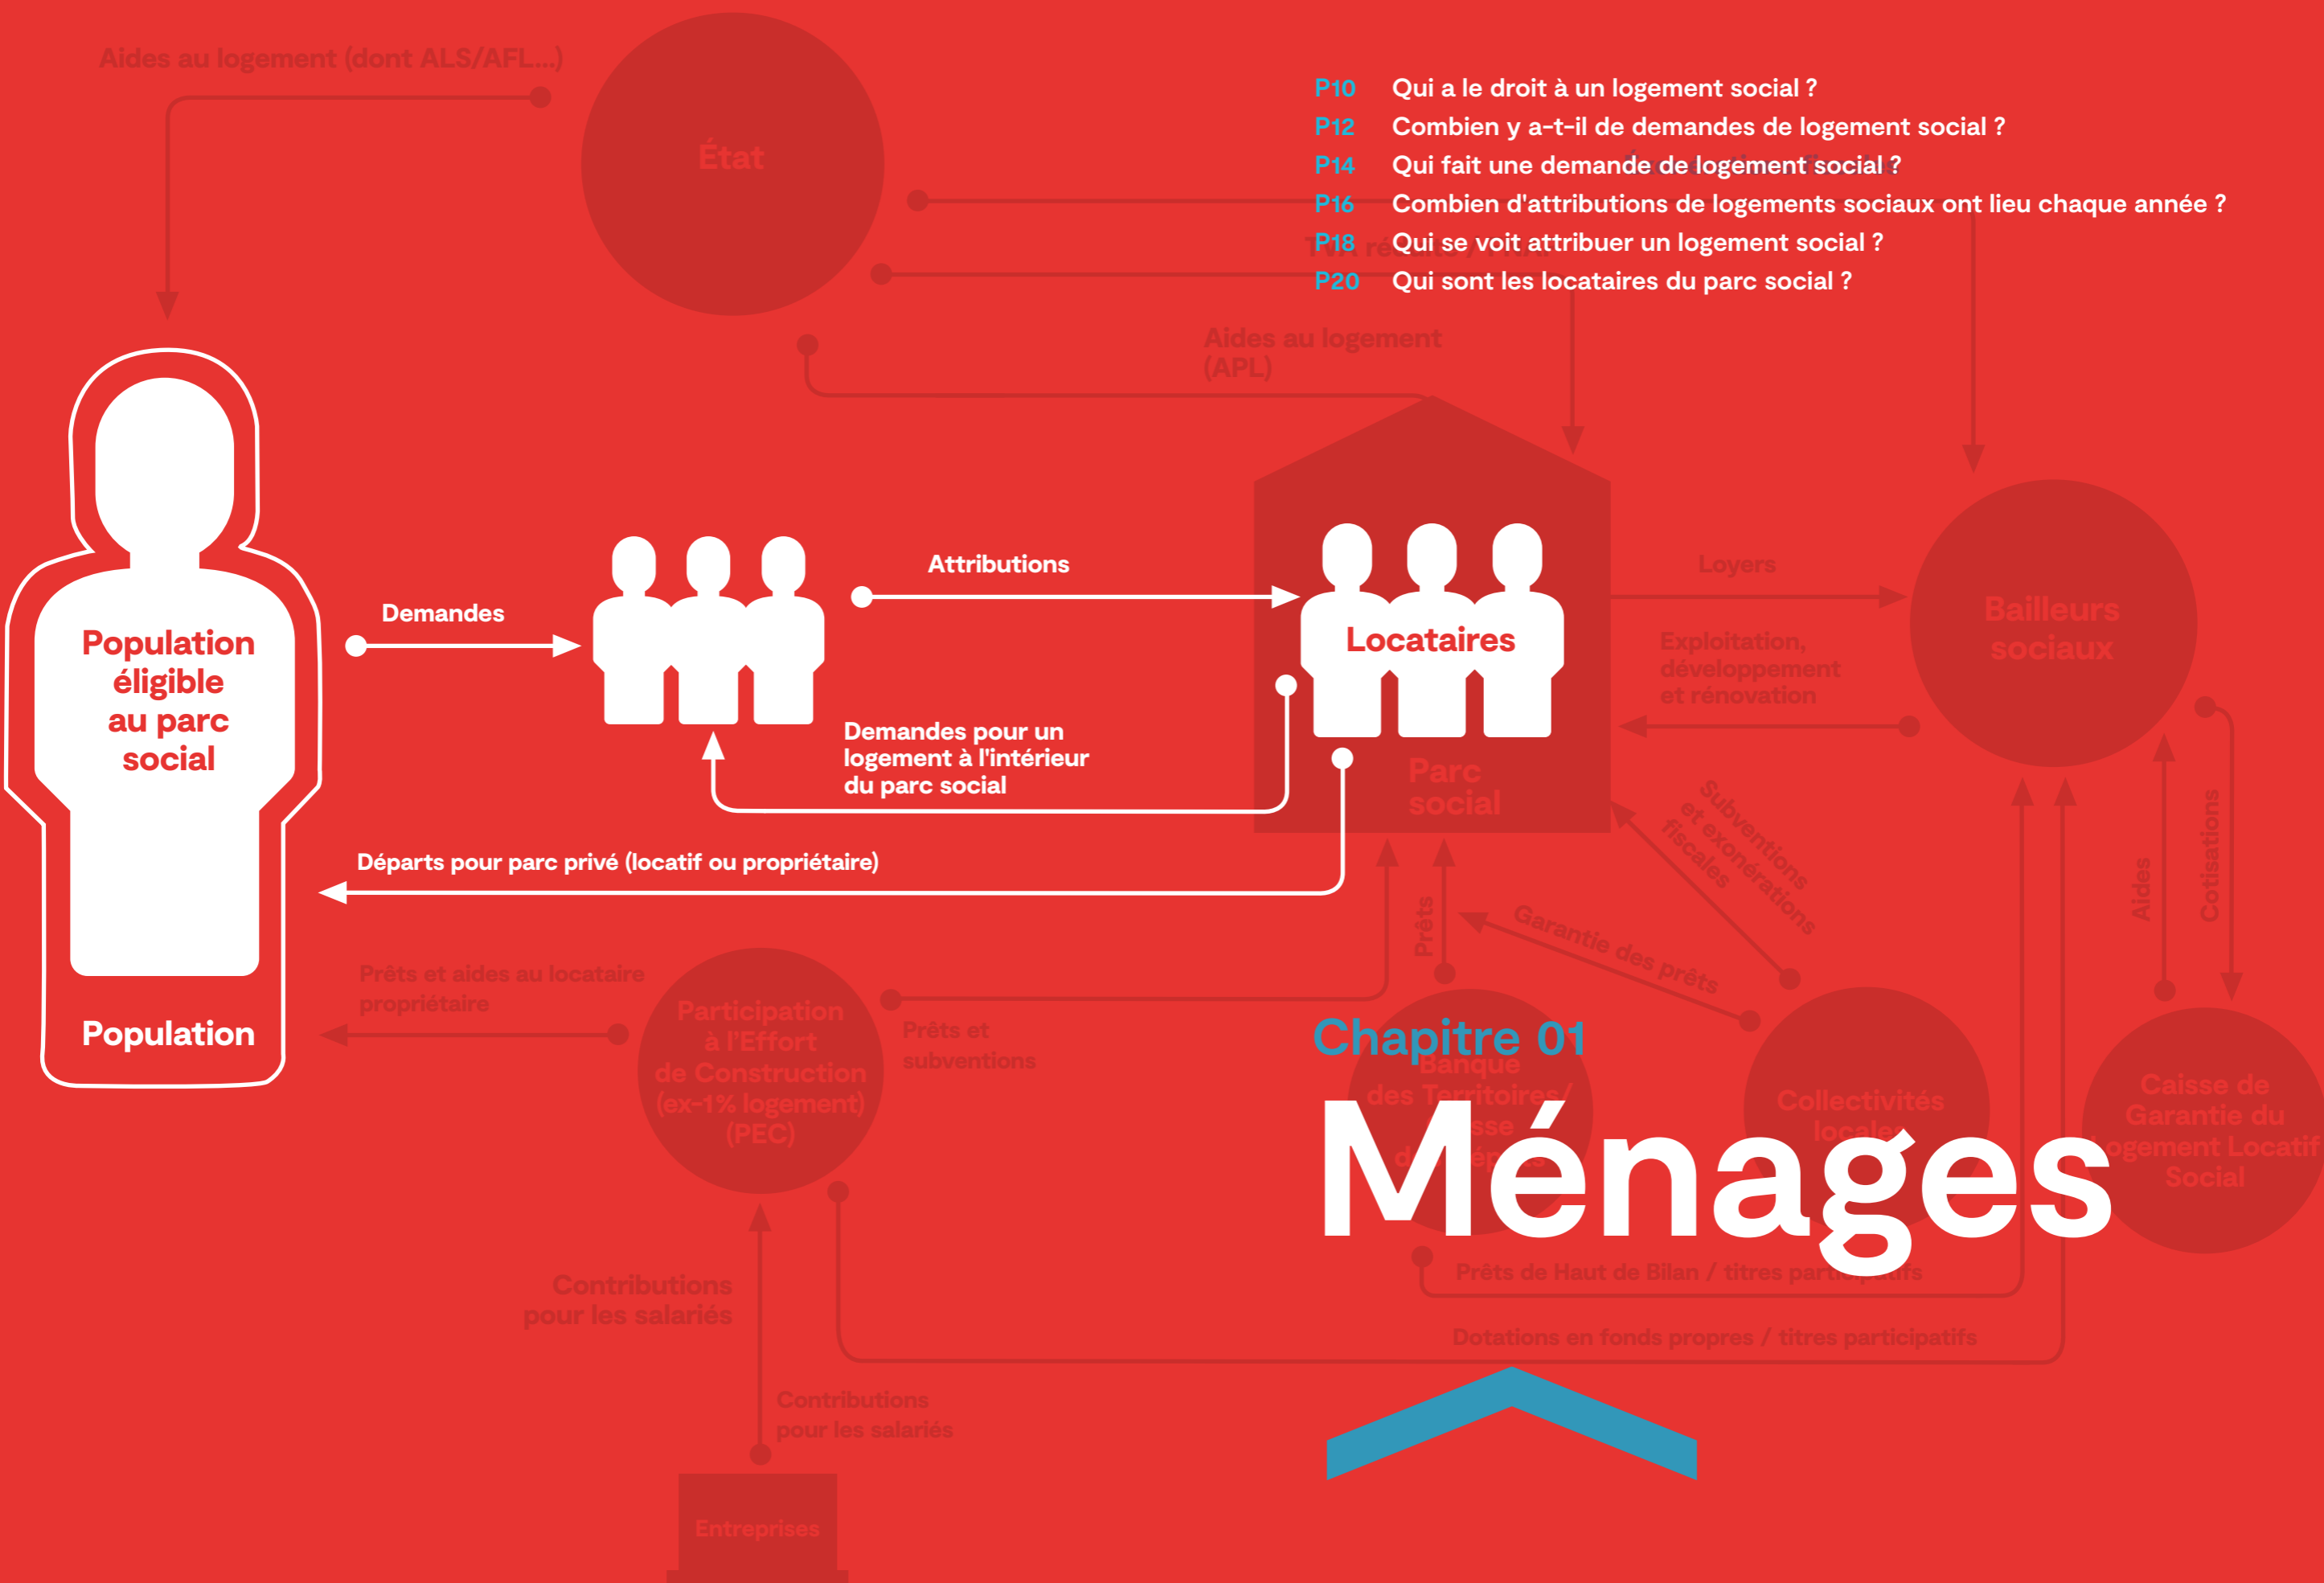 Aides au logement (dont ALS/AFL...)
État
P10 Qui a le droit à un logement social ?
P12 Combien y a-t-il de demandes de logement social ?
P14 Qui fait une demande de logement social ?
P16 Combien d'attributions de logements sociaux ont lieu chaque année ?
P18 Qui se voit attribuer un logement social ?
P20 Qui sont les locataires du parc social ?
Aides au logement
(APL)
Population
éligible
au parc
social
Population
Demandes
Attributions
Locataires
Demandes pour un
logement à l'intérieur
du parc social
Départs pour parc privé (locatif ou propriétaire)
Parc
social
Loyers
Exploitation,
développement
et rénovation
Bailleurs
sociaux
Subventions
et exonérations
fiscales
Garantie des prêts
Prêts
Aides
Cotisations
Prêts et aides au locataire
propriétaire
Participation
à l'Effort
de Construction
(ex-1% logement)
(PEC)
Prêts et
subventions
Chapitre 01
Ménages
Banque
des Territoires/
Collectivités
locales
Caisse de
Garantie du
Logement Locatif
Social
Prêts de Haut de Bilan / titres participatifs
Dotations en fonds propres / titres participatifs
Contributions
pour les salariés
Contributions
pour les salariés
Entreprises